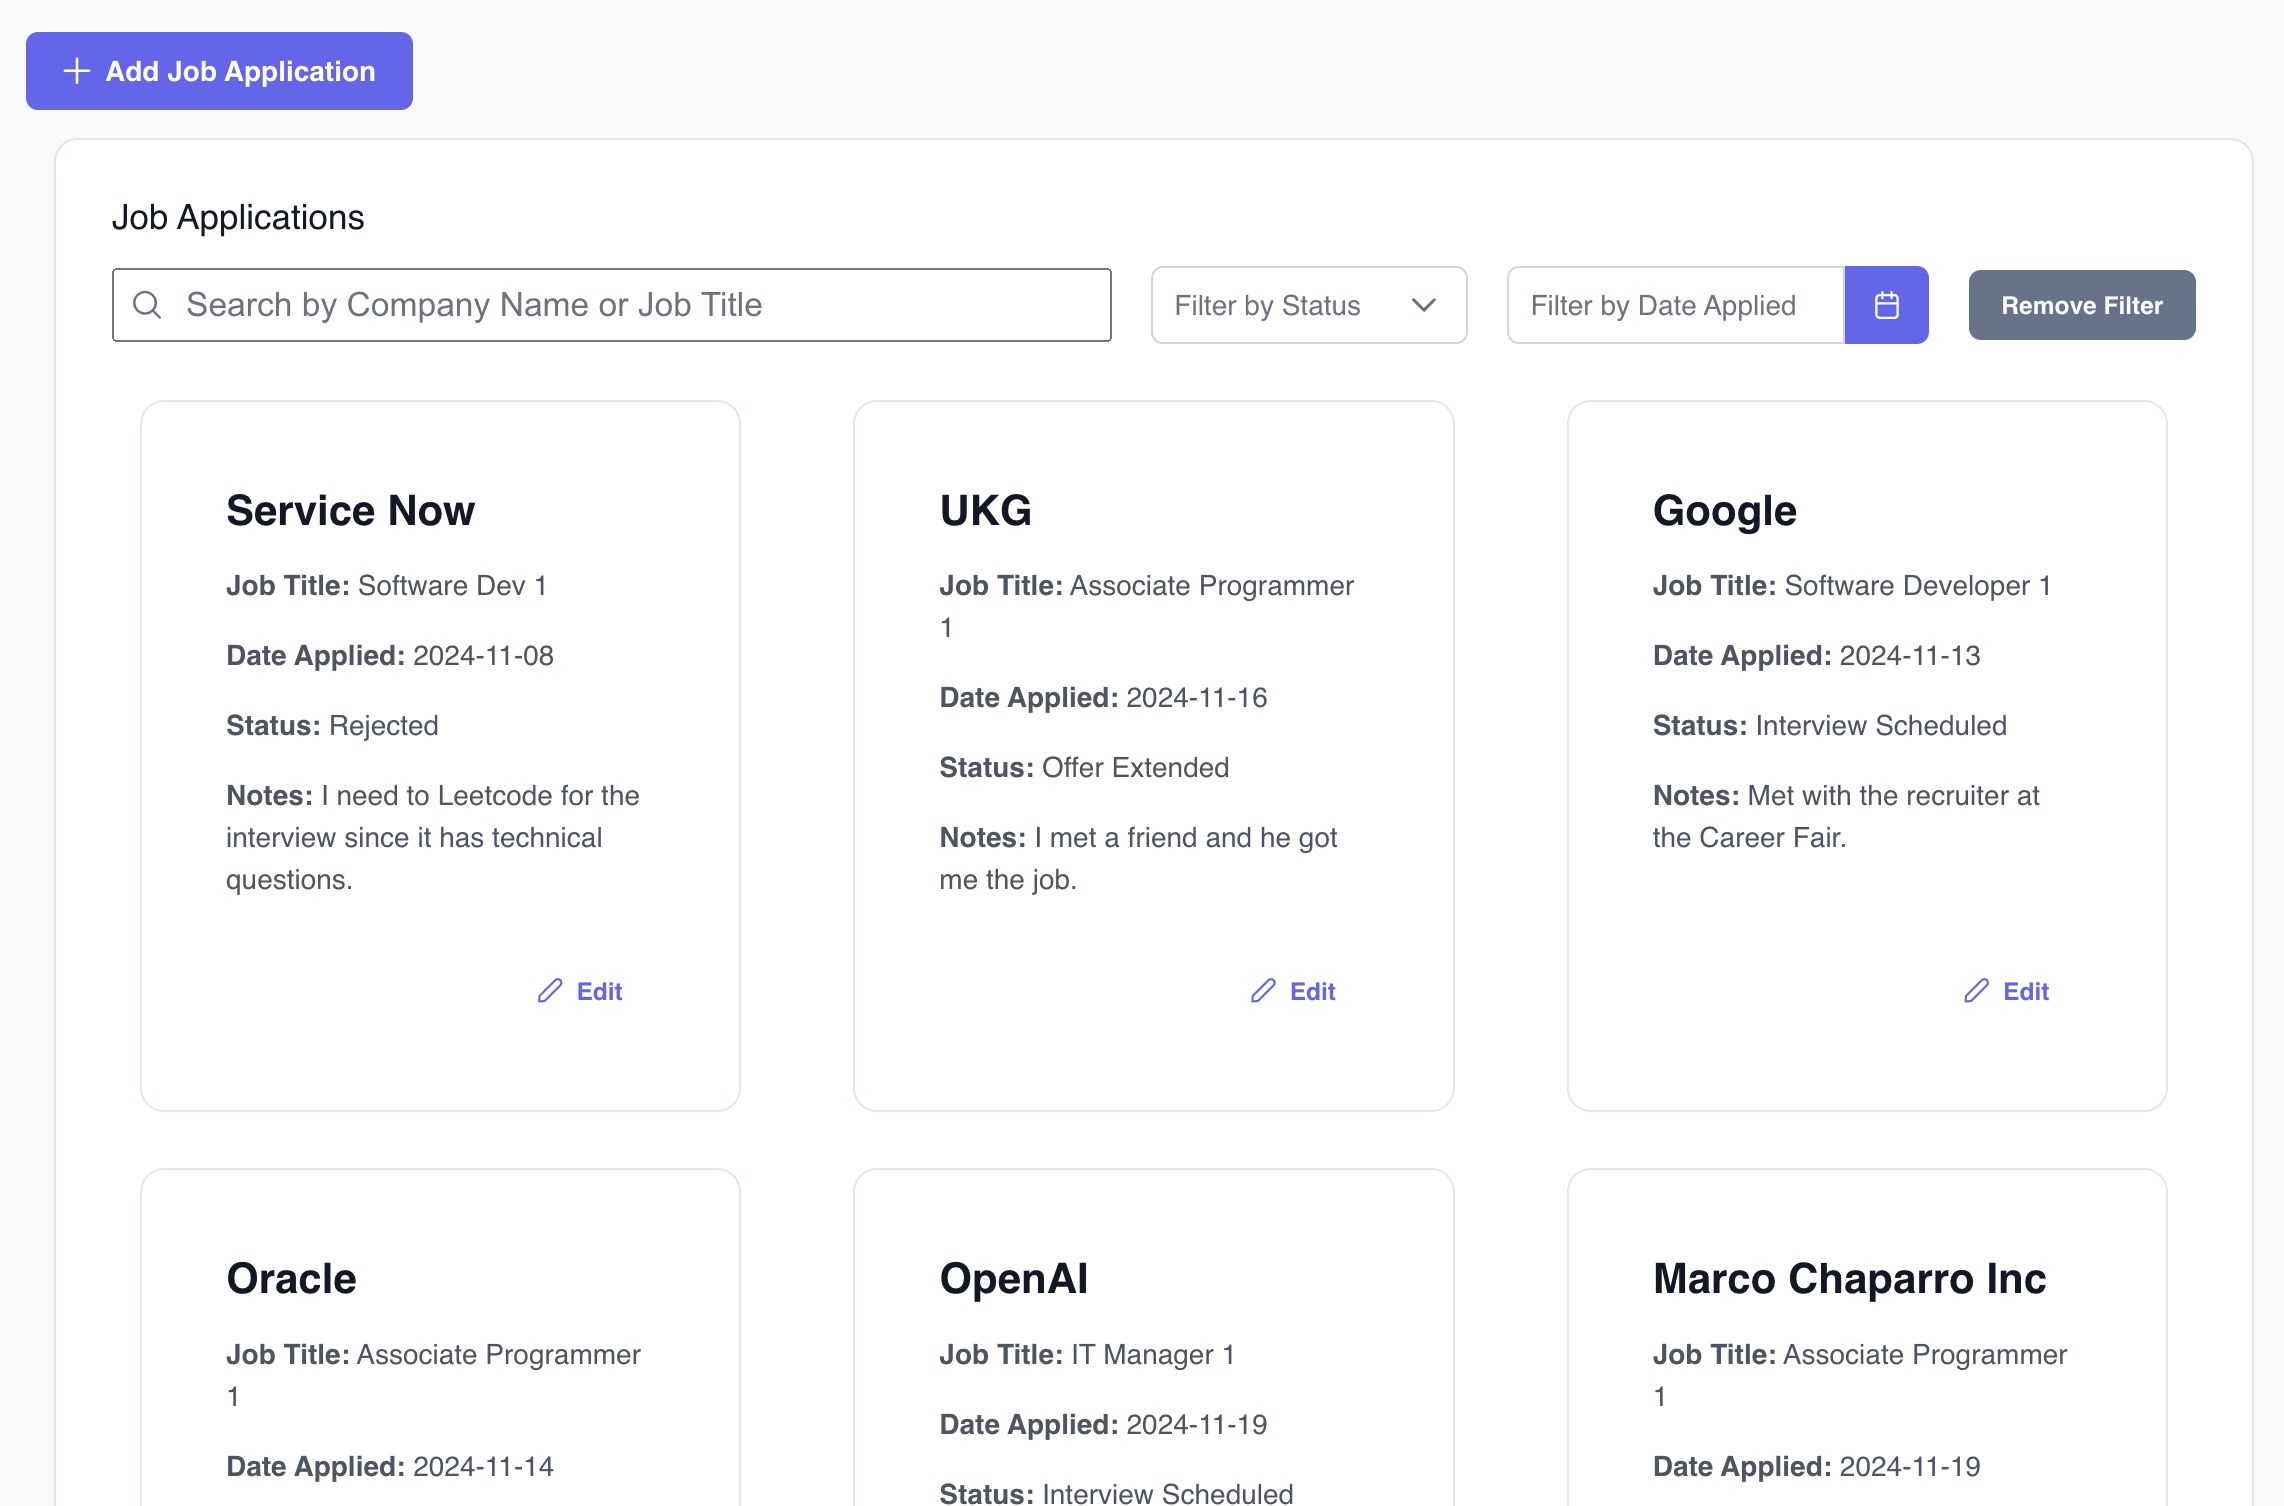 Add Job Application
Job Applications
Search by Company Name or Job Title
Filter by Status
Filter by Date Applied
Remove Filter
Service Now
Job Title: Software Dev 1
Date Applied: 2024-11-08
Status: Rejected
Notes: I need to Leetcode for the
interview since it has technical
questions.
Edit
UKG
Job Title: Associate Programmer
1
Date Applied: 2024-11-16
Status: Offer Extended
Notes: I met a friend and he got
me the job.
Edit
Google
Job Title: Software Developer 1
Date Applied: 2024-11-13
Status: Interview Scheduled
Notes: Met with the recruiter at
the Career Fair.
Edit
Oracle
Job Title: Associate Programmer
1
Date Applied: 2024-11-14
OpenAI
Job Title: IT Manager 1
Date Applied: 2024-11-19
Status: Interview Scheduled
Marco Chaparro Inc
Job Title: Associate Programmer
1
Date Applied: 2024-11-19